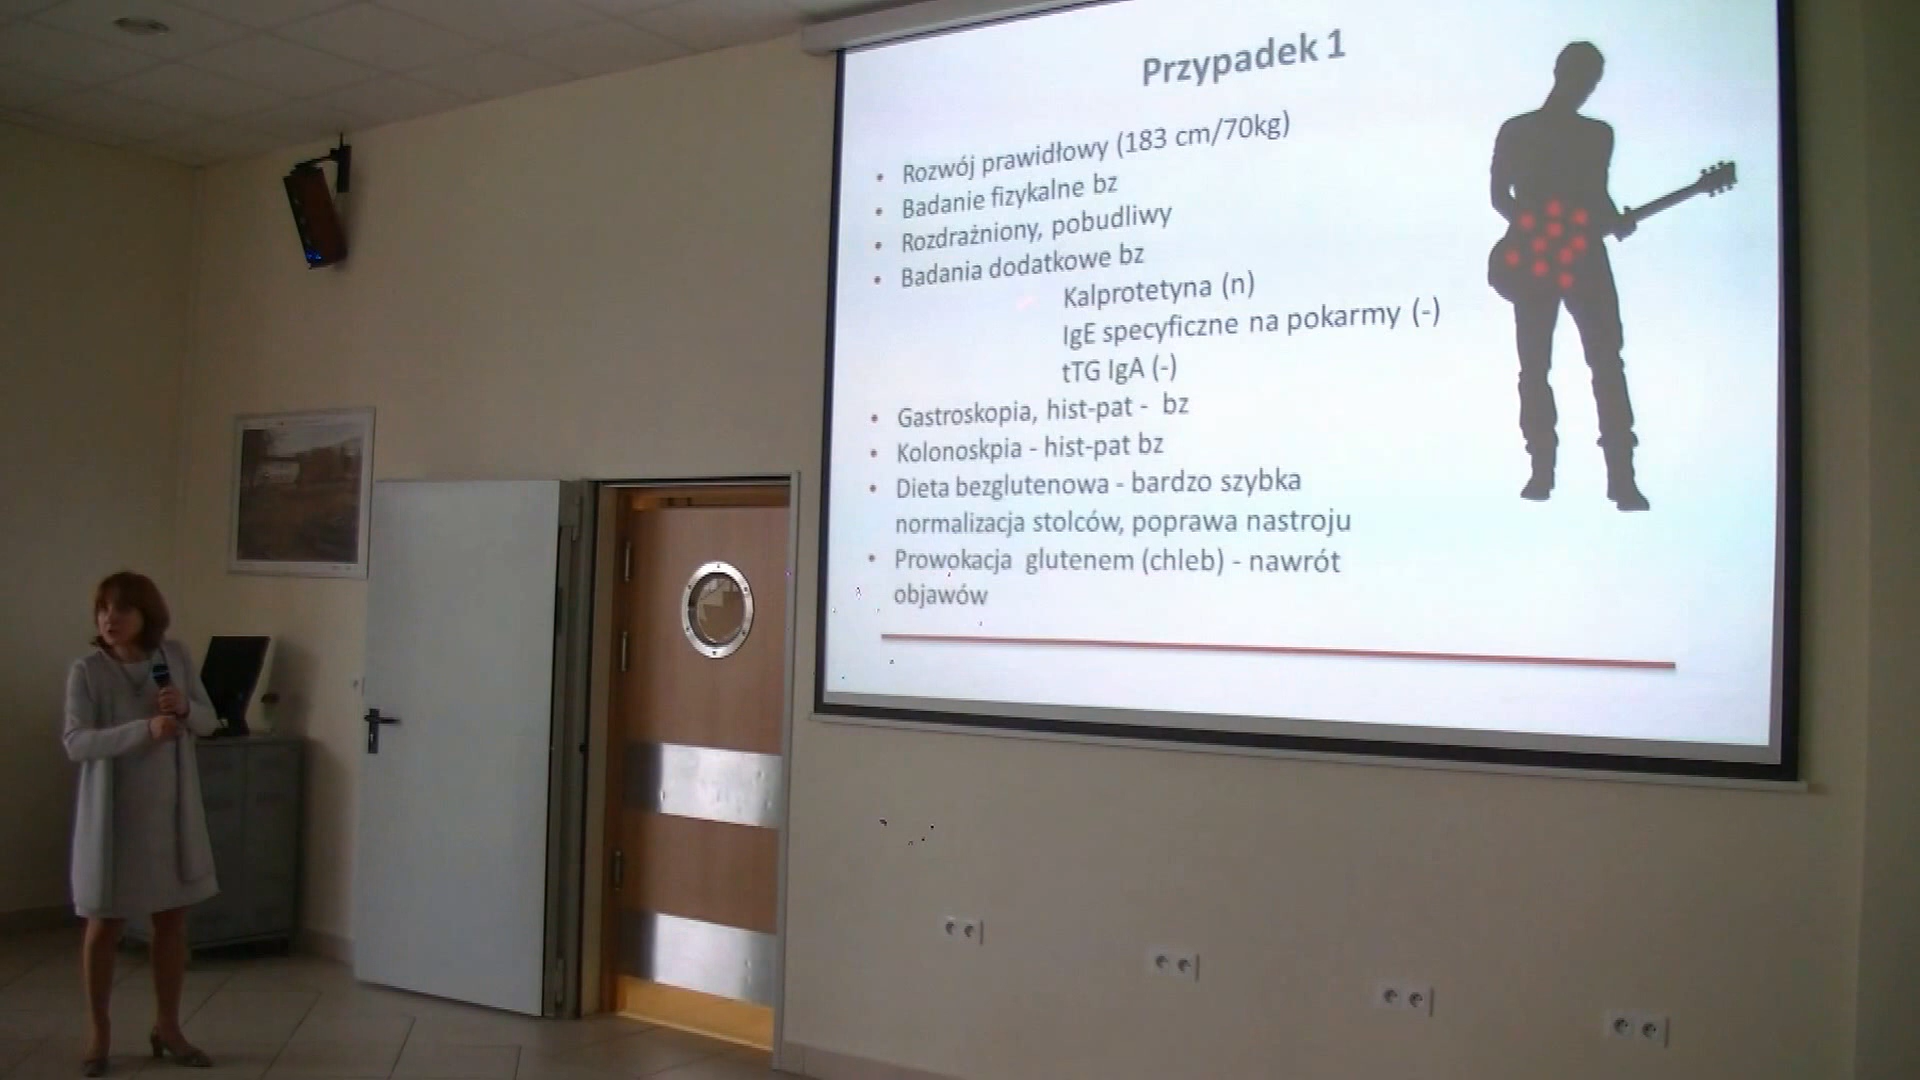 Przypadek 1
• Rozwój prawidłowy (183 cm/70kg)
• Badanie fizykalne bz
• Rozdrażniony, pobudliwy
• Badania dodatkowe bz
Kalprotetyna (n)
IgE specyficzne na pokarmy (-)
tTG IgA (-)
• Gastroskopia, hist-pat - bz
• Kolonoskpia - hist-pat bz
• Dieta bezglutenowa - bardzo szybka
normalizacja stolców, poprawa nastroju
• Prowokacja glutenem (chleb) - nawrót
objawów